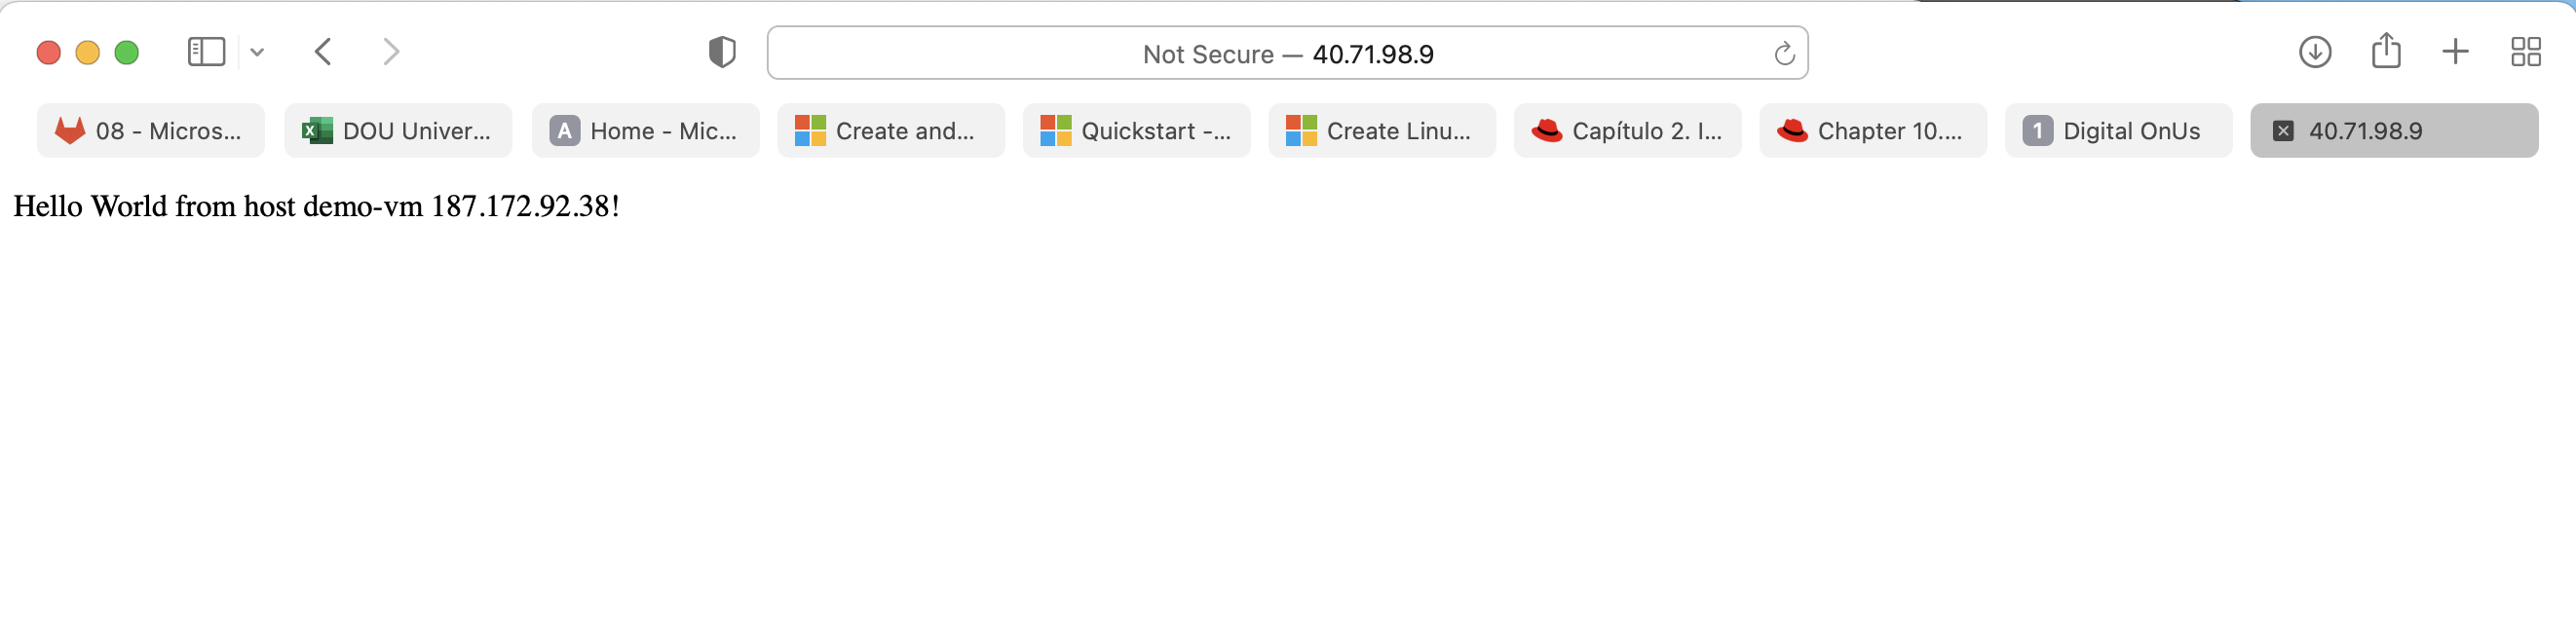 Not Secure — 40.71.98.9
08 - Micros... DOU Univer... A Home - Mic... Create and... Quickstart -... Create Linu... Capítulo 2. I... Chapter 10.... 1 Digital OnUs 40.71.98.9
Hello World from host demo-vm 187.172.92.38!